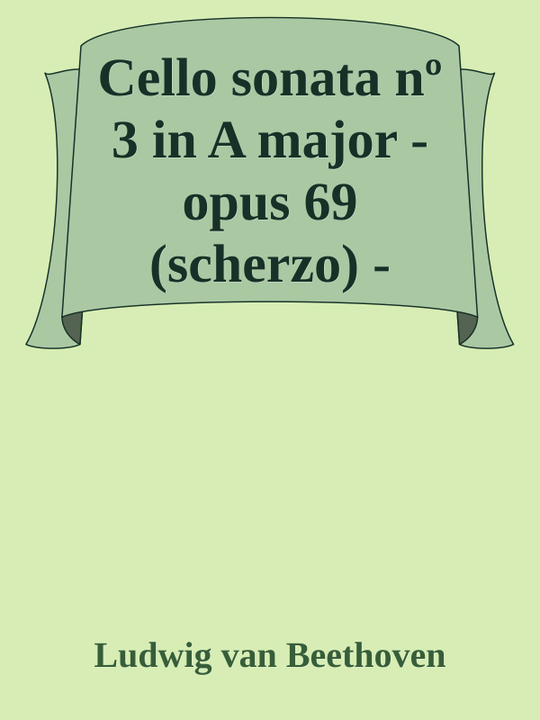 Cello sonata nº
3 in A major -
opus 69
(scherzo) -
Ludwig van Beethoven